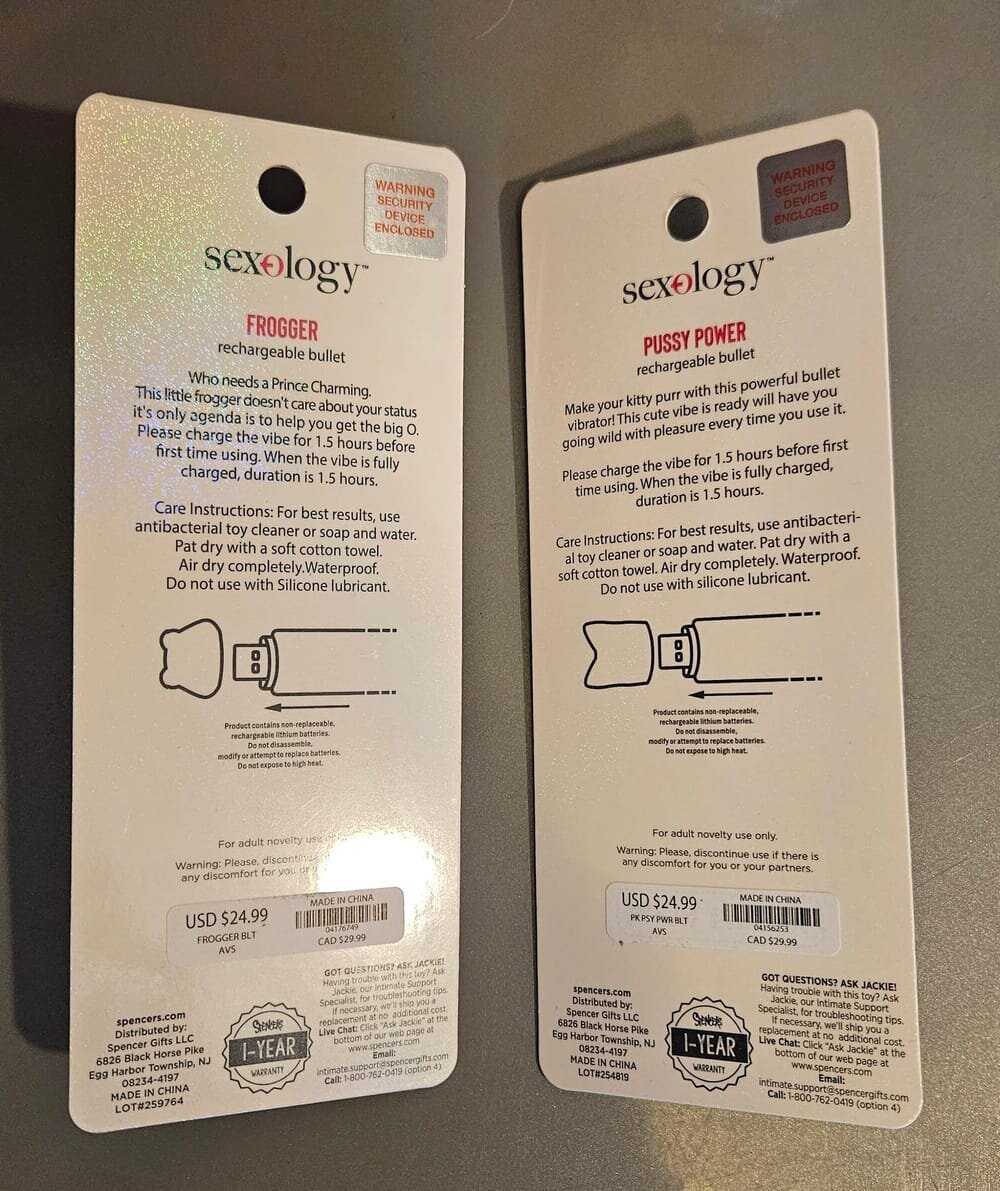 WARNING
SECURITY
DEVICE
ENCLOSED
sexology™
FROGGER
rechargeable bullet
Who needs a Prince Charming.
This little frogger doesn't care about your status
it's only agenda is to help you get the big O.
Please charge the vibe for 1.5 hours before
first time using. When the vibe is fully
charged, duration is 1.5 hours.
Care Instructions: For best results, use
antibacterial toy cleaner or soap and water.
Pat dry with a soft cotton towel.
Air dry completely.Waterproof.
Do not use with Silicone lubricant.
Product contains non-replaceable,
rechargeable lithium batteries.
Do not disassemble,
modify or attempt to replace batteries.
Do not expose to high heat.
For adult novelty use
Warning: Please,
any discomfort for you or
USD $24.99
FROGGER BLT
AVS
MADE IN CHINA
04176749
CAD $29.99
spencers.com
Distributed by:
Spencer Gifts LLC
6826 Black Horse Pike
Egg Harbor Township, NJ
08234-4197
MADE IN CHINA
LOT#259764
SPENCER'S
1-YEAR
WARRANTY
GOT QUESTIONS? ASK JACKIE!
Having trouble with this toy? Ask
Jackie, our Intimate Support
Specialist, for troubleshooting tips.
If necessary, we'll ship you a
replacement at no additional cost.
Live Chat: Click "Ask Jackie" at the
bottom of our web page at
www.spencers.com
Email:
intimate.support@spencergifts.com
Call: 1-800-762-0419 (option 4)
WARNING
SECURITY
DEVICE
ENCLOSED
sexology™
PUSSY POWER
rechargeable bullet
Make your kitty purr with this powerful bullet
vibrator! This cute vibe is ready will have you
going wild with pleasure every time you use it.
Please charge the vibe for 1.5 hours before first
time using. When the vibe is fully charged,
duration is 1.5 hours.
Care Instructions: For best results, use antibacteri-
al toy cleaner or soap and water. Pat dry with a
soft cotton towel. Air dry completely. Waterproof.
Do not use with silicone lubricant.
Product contains non-replaceable,
rechargeable lithium batteries.
Do not disassemble,
modify or attempt to replace batteries.
Do not expose to high heat.
For adult novelty use only.
Warning: Please, discontinue use if there is
any discomfort for you or your partners.
USD $24.99
PK PSY PWR BLT
AVS
MADE IN CHINA
04156253
CAD $29.99
spencers.com
Distributed by:
Spencer Gifts LLC
6826 Black Horse Pike
Egg Harbor Township, NJ
08234-4197
MADE IN CHINA
LOT#254819
SPENCER'S
1-YEAR
WARRANTY
GOT QUESTIONS? ASK JACKIE!
Having trouble with this toy? Ask
Jackie, our Intimate Support
Specialist, for troubleshooting tips.
If necessary, we'll ship you a
replacement at no additional cost.
Live Chat: Click "Ask Jackie" at the
bottom of our web page at
www.spencers.com
Email:
intimate.support@spencergifts.com
Call: 1-800-762-0419 (option 4)